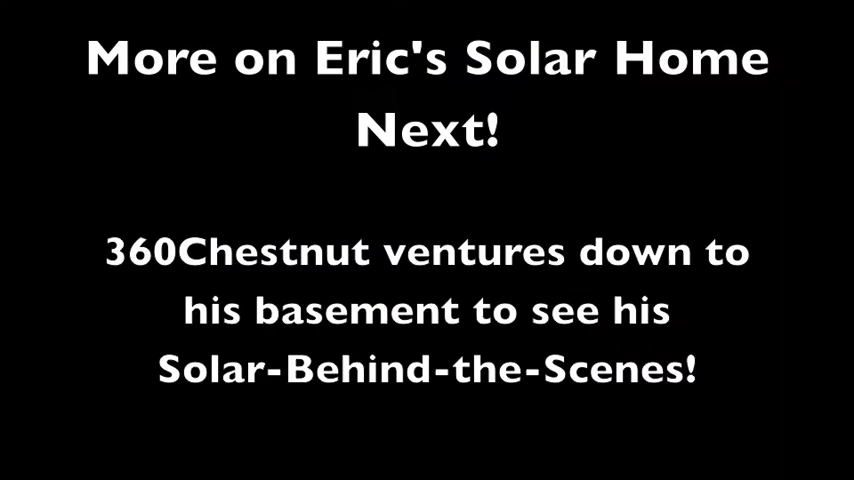 More on Eric's Solar Home
Next!
360Chestnut ventures down to
his basement to see his
Solar-Behind-the-Scenes!